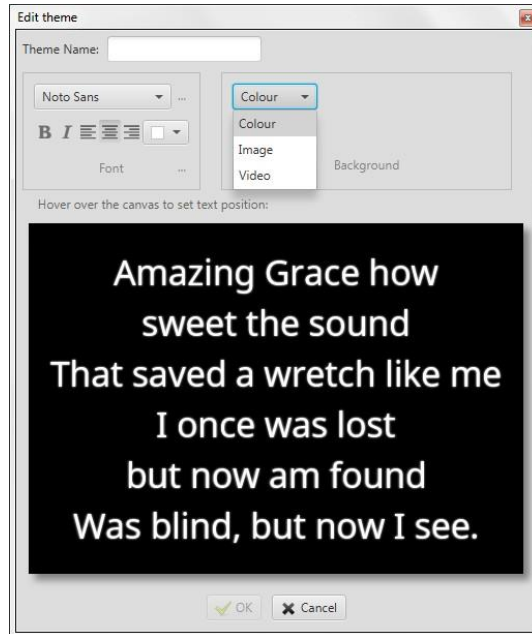 Edit theme
Theme Name:
Noto Sans ...
Colour
B I
Colour
Image
Video
Font ...
Background
Hover over the canvas to set text position:
Amazing Grace how
sweet the sound
That saved a wretch like me
I once was lost
but now am found
Was blind, but now I see.
OK
Cancel